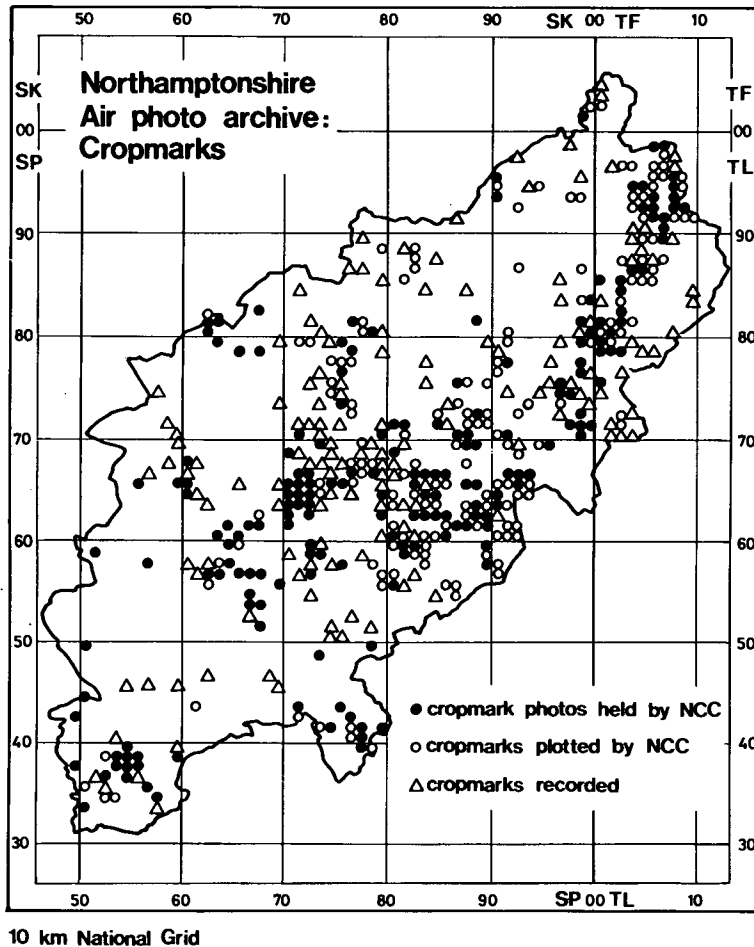 50 60 70 80 90 SK 00 TF 10
Northamptonshire
Air photo archive:
Cropmarks
SK TF
00 00
SP TL
90 90
80 80
70 70
60 60
50 50
40 40
30 30
cropmark photos held by NCC
cropmarks plotted by NCC
cropmarks recorded
50 60 70 80 90 SP 00 TL 10
10 km National Grid